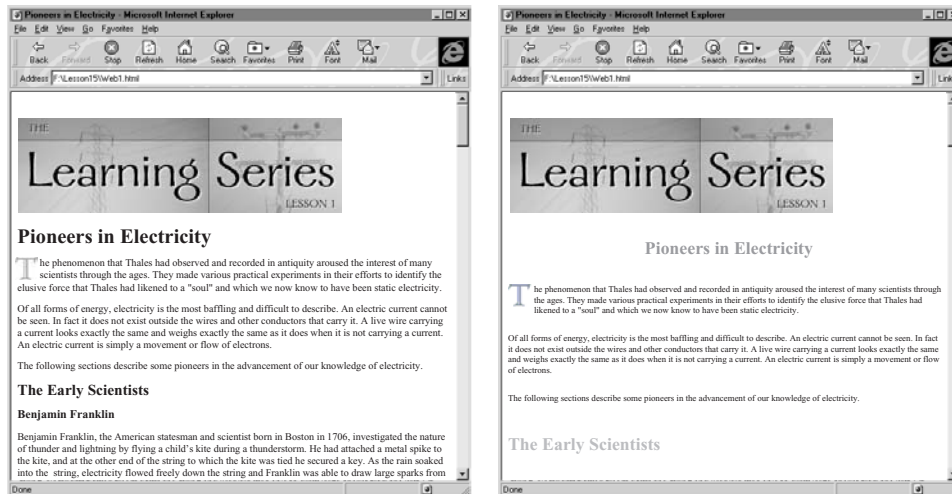 Pioneers in Electricity - Microsoft Internet Explorer
File Edit View Go Favorites Help
Back Forward Stop Refresh Home Search Favorites Print Font Mail
Address F:\Lesson15\Web1.html Links
THE
Learning Series
LESSON 1
Pioneers in Electricity
The phenomenon that Thales had observed and recorded in antiquity aroused the interest of many
scientists through the ages. They made various practical experiments in their efforts to identify the
elusive force that Thales had likened to a "soul" and which we now know to have been static electricity.
Of all forms of energy, electricity is the most baffling and difficult to describe. An electric current cannot
be seen. In fact it does not exist outside the wires and other conductors that carry it. A live wire carrying
a current looks exactly the same and weighs exactly the same as it does when it is not carrying a current.
An electric current is simply a movement or flow of electrons.
The following sections describe some pioneers in the advancement of our knowledge of electricity.
The Early Scientists
Benjamin Franklin
Benjamin Franklin, the American statesman and scientist born in Boston in 1706, investigated the nature
of thunder and lightning by flying a child's kite during a thunderstorm. He had attached a metal spike to
the kite, and at the other end of the string to which the kite was tied he secured a key. As the rain soaked
into the string, electricity flowed freely down the string and Franklin was able to draw large sparks from
Done
Pioneers in Electricity - Microsoft Internet Explorer
File Edit View Go Favorites Help
Back Forward Stop Refresh Home Search Favorites Print Font Mail
Address F:\Lesson15\Web1.html Link
THE
Learning Series
LESSON 1
Pioneers in Electricity
The phenomenon that Thales had observed and recorded in antiquity aroused the interest of many scientists through
the ages. They made various practical experiments in their efforts to identify the elusive force that Thales had
likened to a "soul" and which we now know to have been static electricity.
Of all forms of energy, electricity is the most baffling and difficult to describe. An electric current cannot be seen. In fact
it does not exist outside the wires and other conductors that carry it. A live wire carrying a current looks exactly the same
and weighs exactly the same as it does when it is not carrying a current. An electric current is simply a movement or flow
of electrons.
The following sections describe some pioneers in the advancement of our knowledge of electricity.
The Early Scientists
Done